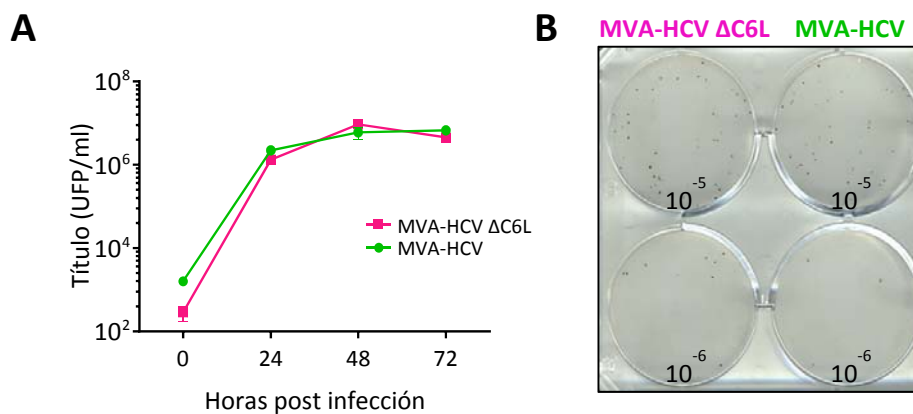 A
Título (UFP/ml)
10^8
10^6
10^4
10^2
0 24 48 72
Horas post infección
MVA-HCV ΔC6L
MVA-HCV
B
MVA-HCV ΔC6L MVA-HCV
10^-5 10^-5
10^-6 10^-6